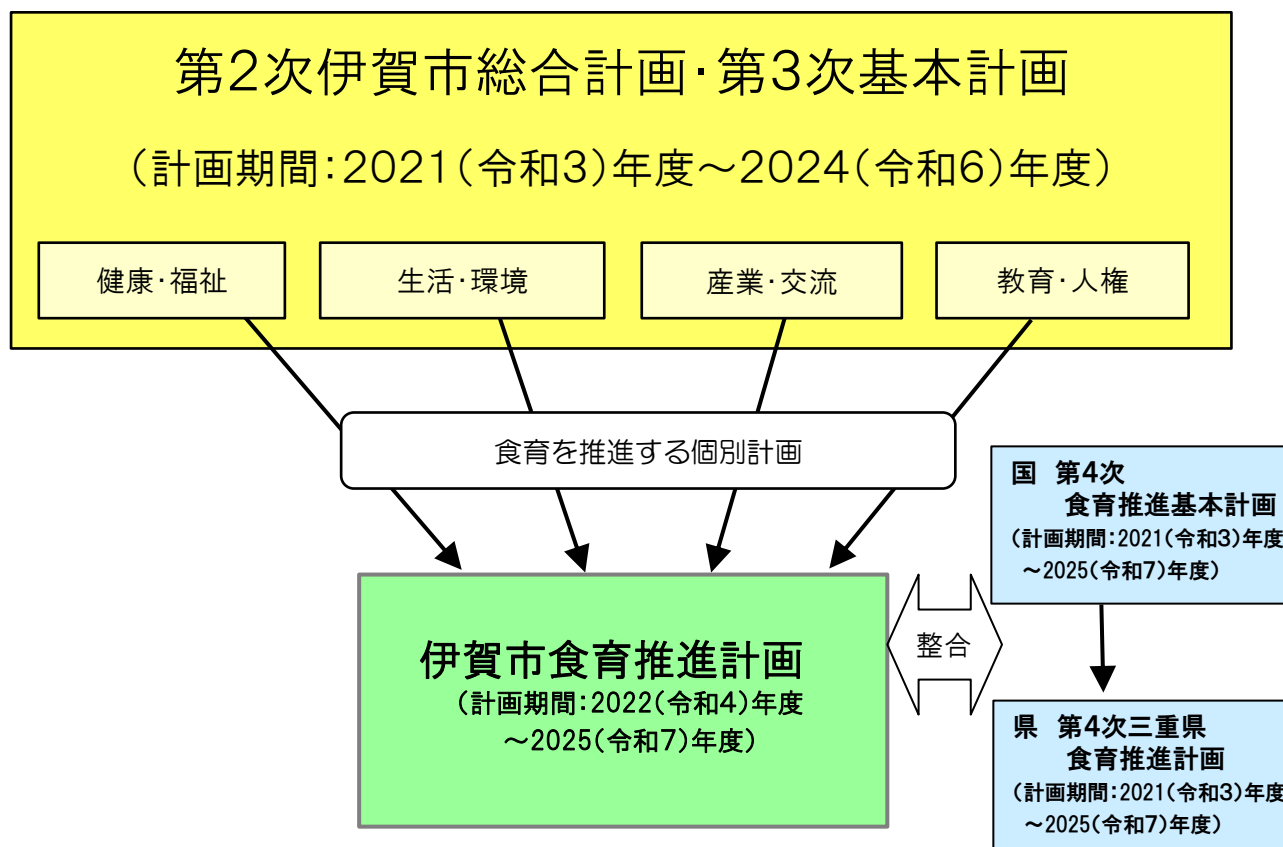 第2次伊賀市総合計画・第3次基本計画
（計画期間：2021（令和3）年度～2024（令和6）年度）
健康・福祉
生活・環境
産業・交流
教育・人権
食育を推進する個別計画
伊賀市食育推進計画
（計画期間：2022（令和4）年度
～2025（令和7）年度）
整合
国 第4次
食育推進基本計画
（計画期間：2021（令和3）年度
～2025（令和7）年度）
県 第4次三重県
食育推進計画
（計画期間：2021（令和3）年度
～2025（令和7）年度）